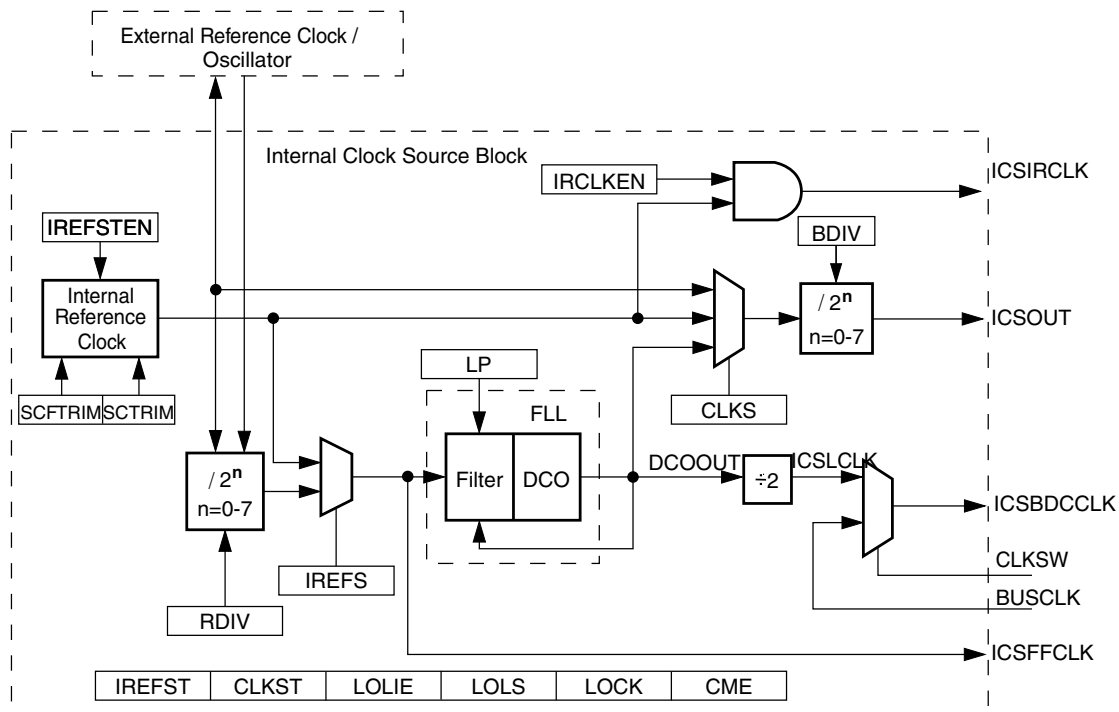 External Reference Clock /
Oscillator
Internal Clock Source Block
IRCLKEN
ICSIRCLK
IREFSTEN
BDIV
Internal
Reference
Clock
/ 2ⁿ
n=0-7
ICSOUT
LP
CLKS
SCFTRIM
SCTRIM
FLL
/ 2ⁿ
n=0-7
Filter
DCO
DCOOUT
÷2
ICSLCLK
ICSBDCCLK
IREFS
CLKSW
RDIV
BUSCLK
ICSFFCLK
IREFST
CLKST
LOLIE
LOLS
LOCK
CME